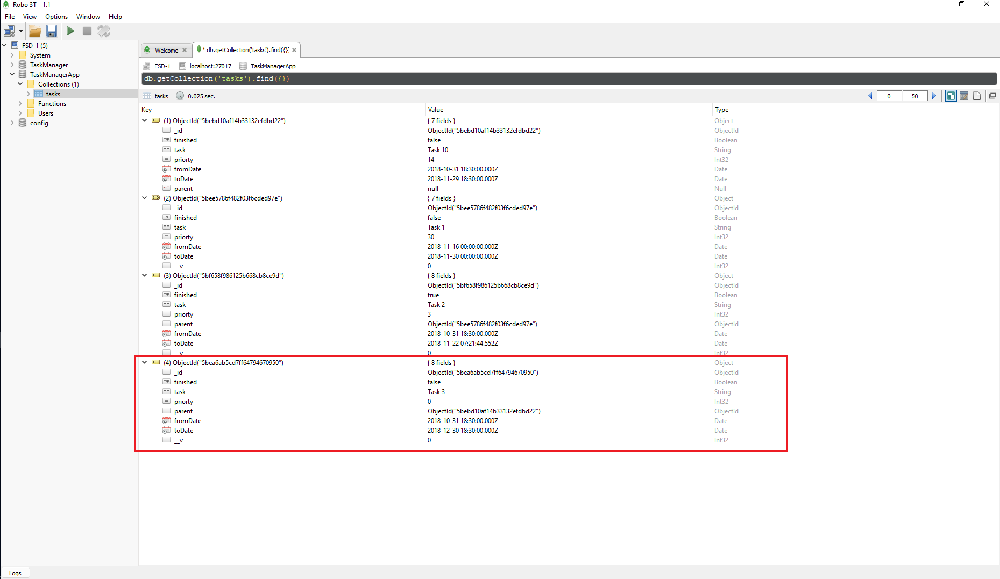 Robo 3T - 1.1
File View Options Window Help
FSD-1 (5)
System
TaskManager
TaskManagerApp
Collections (1)
tasks
Functions
Users
config
Welcome * db.getCollection('tasks').find({})
FSD-1 localhost:27017 TaskManagerApp
db.getCollection('tasks').find({})
tasks 0.025 sec. 0 50
Key Value Type
(1) ObjectId("5bebd10af14b33132efdbd22") { 7 fields } Object
_id ObjectId("5bebd10af14b33132efdbd22") ObjectId
T/F finished false Boolean
" " task Task 10 String
# priorty 14 Int32
fromDate 2018-10-31 18:30:00.000Z Date
toDate 2018-11-29 18:30:00.000Z Date
null parent null Null
(2) ObjectId("5bee5786f482f03f6cded97e") { 7 fields } Object
_id ObjectId("5bee5786f482f03f6cded97e") ObjectId
T/F finished false Boolean
" " task Task 1 String
# priorty 30 Int32
fromDate 2018-11-16 00:00:00.000Z Date
toDate 2018-11-30 00:00:00.000Z Date
# __v 0 Int32
(3) ObjectId("5bf658f986125b668cb8ce9d") { 8 fields } Object
_id ObjectId("5bf658f986125b668cb8ce9d") ObjectId
T/F finished true Boolean
" " task Task 2 String
# priorty 3 Int32
parent ObjectId("5bee5786f482f03f6cded97e") ObjectId
fromDate 2018-10-31 18:30:00.000Z Date
toDate 2018-11-22 07:21:44.552Z Date
# __v 0 Int32
(4) ObjectId("5bea6ab5cd7ff64794670950") { 8 fields } Object
_id ObjectId("5bea6ab5cd7ff64794670950") ObjectId
T/F finished false Boolean
" " task Task 3 String
# priorty 0 Int32
parent ObjectId("5bebd10af14b33132efdbd22") ObjectId
fromDate 2018-10-31 18:30:00.000Z Date
toDate 2018-12-30 18:30:00.000Z Date
# __v 0 Int32
Logs